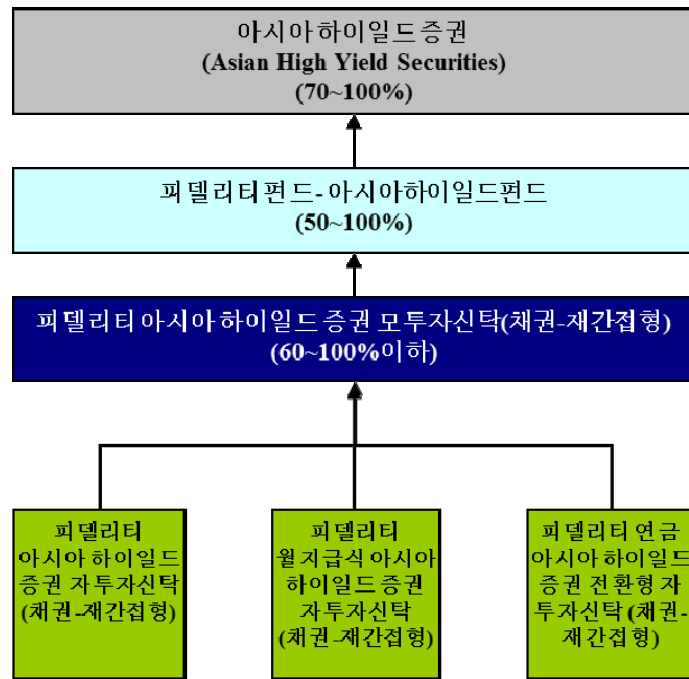 아시아하이일드증권
(Asian High Yield Securities)
(70~100%)
피델리티펀드-아시아하이일드펀드
(50~100%)
피델리티 아시아 하이일드 증권 모투자신탁(채권-재간접형)
(60~100%이하)
피델리티
아시아 하이일드
증권 자투자신탁
(채권-재간접형)
피델리티
월지급식 아시아
하이일드 증권
자투자신탁
(채권-재간접형)
피델리티 연금
아시아 하이일드
증권 전환형 자
투자신탁 (채권-
재간접형)